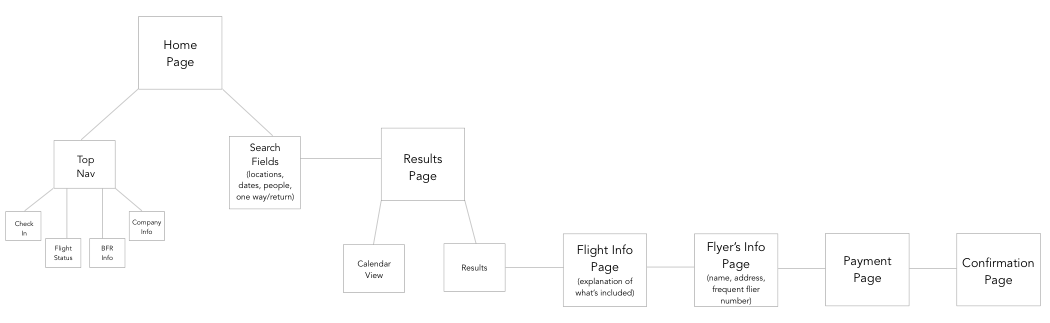 Home
Page
Top
Nav
Check
In
Flight
Status
BFR
Info
Company
Info
Search
Fields
(locations,
dates, people,
one way/return)
Results
Page
Calendar
View
Results
Flight Info
Page
(explanation of
what's included)
Flyer's Info
Page
(name, address,
frequent flier
number)
Payment
Page
Confirmation
Page